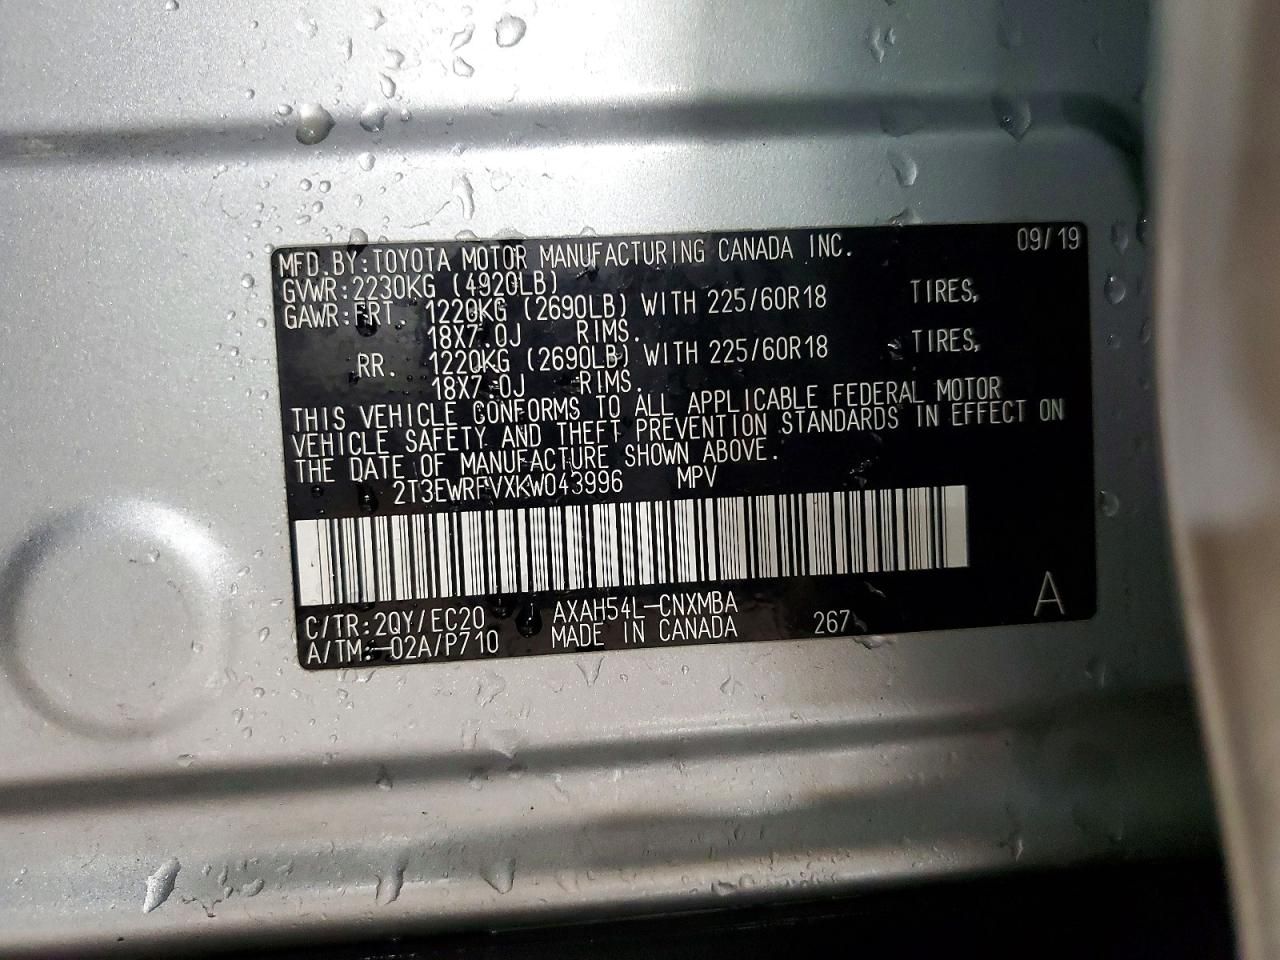 MFD.BY:TOYOTA MOTOR MANUFACTURING CANADA INC. 09/19
GVWR:2230KG (4920LB)
GAWR:FRT. 1220KG (2690LB) WITH 225/60R18 TIRES,
18X7.0J RIMS.
RR. 1220KG (2690LB) WITH 225/60R18 TIRES,
18X7.0J RIMS.
THIS VEHICLE CONFORMS TO ALL APPLICABLE FEDERAL MOTOR
VEHICLE SAFETY AND THEFT PREVENTION STANDARDS IN EFFECT ON
THE DATE OF MANUFACTURE SHOWN ABOVE.
2T3EWRFVXKW043996 MPV
C/TR:2QY/EC20 AXAH54L-CNXMBA
A/TM:-02A/P710 MADE IN CANADA 267 A